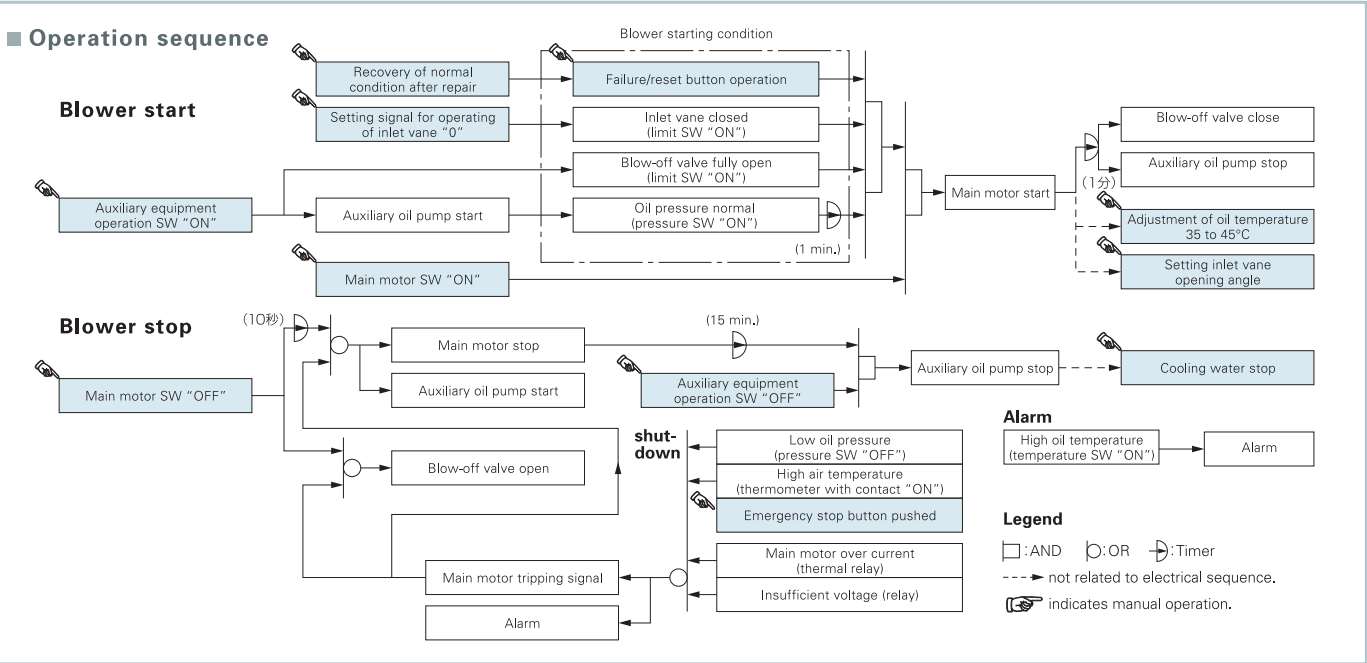 Operation sequence
Blower starting condition
Blower start
Recovery of normal
condition after repair
Failure/reset button operation
Setting signal for operating
of inlet vane “0”
Inlet vane closed
(limit SW “ON”)
Blow-off valve fully open
(limit SW “ON”)
Auxiliary equipment
operation SW “ON”
Auxiliary oil pump start
Oil pressure normal
(pressure SW “ON”)
(1 min.)
Main motor SW “ON”
Main motor start
(1分)
Blow-off valve close
Auxiliary oil pump stop
Adjustment of oil temperature
35 to 45°C
Setting inlet vane
opening angle
Blower stop
(10秒)
Main motor SW “OFF”
Main motor stop
Auxiliary oil pump start
(15 min.)
Auxiliary equipment
operation SW “OFF”
Auxiliary oil pump stop
Cooling water stop
Blow-off valve open
shut-
down
Low oil pressure
(pressure SW “OFF”)
High air temperature
(thermometer with contact “ON”)
Emergency stop button pushed
Main motor over current
(thermal relay)
Insufficient voltage (relay)
Main motor tripping signal
Alarm
Alarm
High oil temperature
(temperature SW “ON”)
Alarm
Legend
:AND :OR :Timer
not related to electrical sequence.
indicates manual operation.